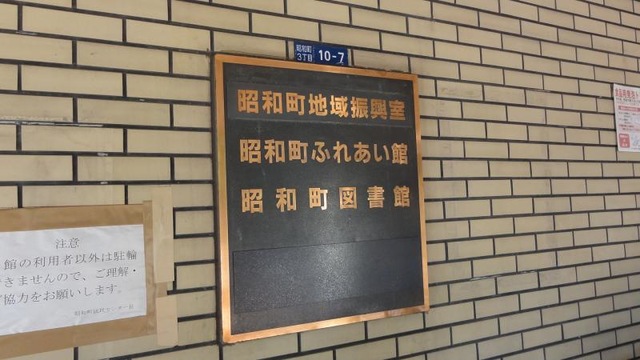 昭和町
3丁目
10-7
昭和町地域振興室
昭和町ふれあい館
昭和町図書館
注意
館の利用者以外は駐輪
きませんので、ご理解・
協力をお願いします。